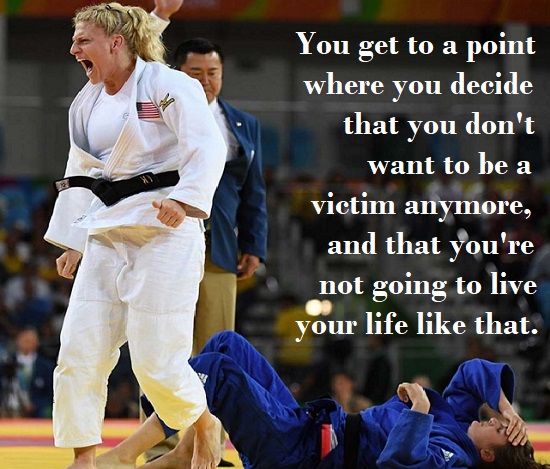 You get to a point
where you decide
that you don't
want to be a
victim anymore,
and that you're
not going to live
your life like that.